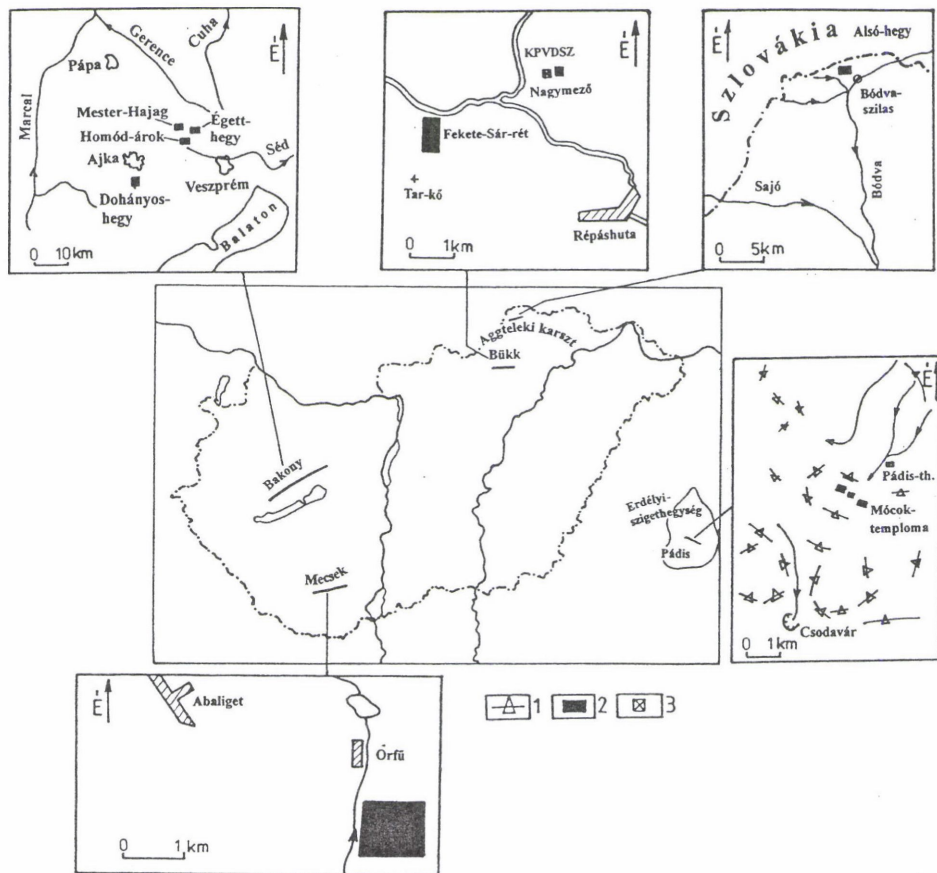 É
Cuha
Gerence
Pápa
Marcal
Mester-Hajag
Égett-
hegy
Homód-árok
Ajka
Séd
Veszprém
Dohányos-
hegy
Balaton
0 10km
KPVDSZ
É
Nagymező
Fekete-Sár-rét
Tar-kő
Répáshuta
0 1km
Szlovákia
Alsó-hegy
É
Bódva-
szilas
Sajó
Bódva
0 5km
Aggteleki karszt
Bükk
Bakony
Mecsek
Erdélyi-
szigethegység
Pádis
É
Pádis-th.
Mócok-
temploma
Csodavár
0 1km
Abaliget
É
Orfű
0 1 km
1
2
3